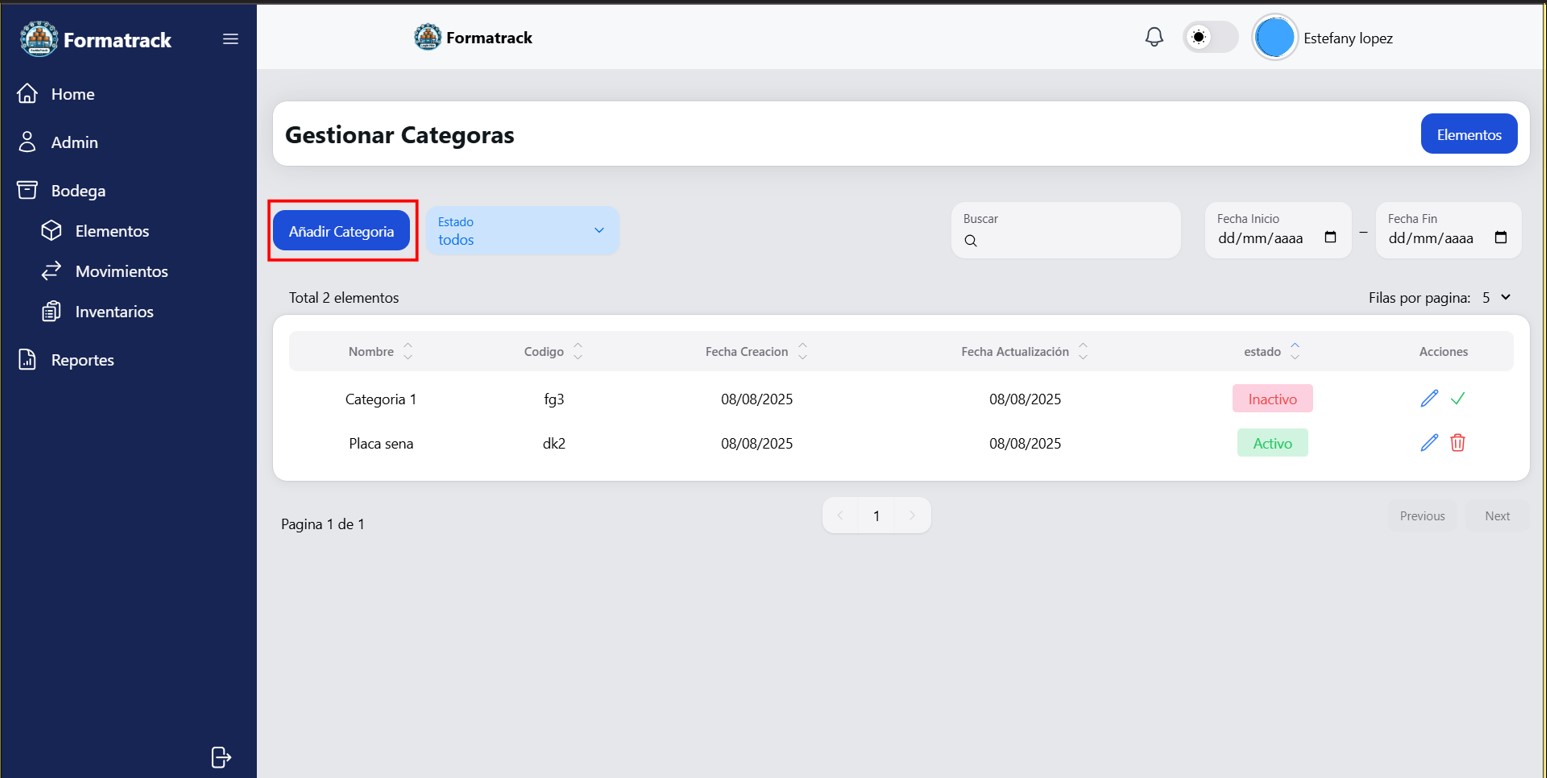 Formatrack
Formatrack
Estefany lopez
Home
Admin
Bodega
Elementos
Movimientos
Inventarios
Reportes
Gestionar Categoras
Elementos
Añadir Categoria
Estado
todos
Buscar
Fecha Inicio
dd/mm/aaaa
–
Fecha Fin
dd/mm/aaaa
Total 2 elementos
Filas por pagina: 5
Nombre Codigo Fecha Creacion Fecha Actualización estado Acciones
Categoria 1 fg3 08/08/2025 08/08/2025 Inactivo
Placa sena dk2 08/08/2025 08/08/2025 Activo
Pagina 1 de 1
1
Previous
Next